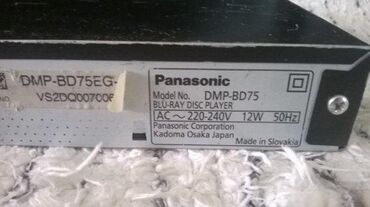 DMP-BD75EG-
VS2DQ007006
Panasonic
Model No. DMP-BD75
BLU-RAY DISC PLAYER
AC ～ 220-240V 12W 50Hz
Panasonic Corporation
Kadoma Osaka Japan
Made in Slovakia